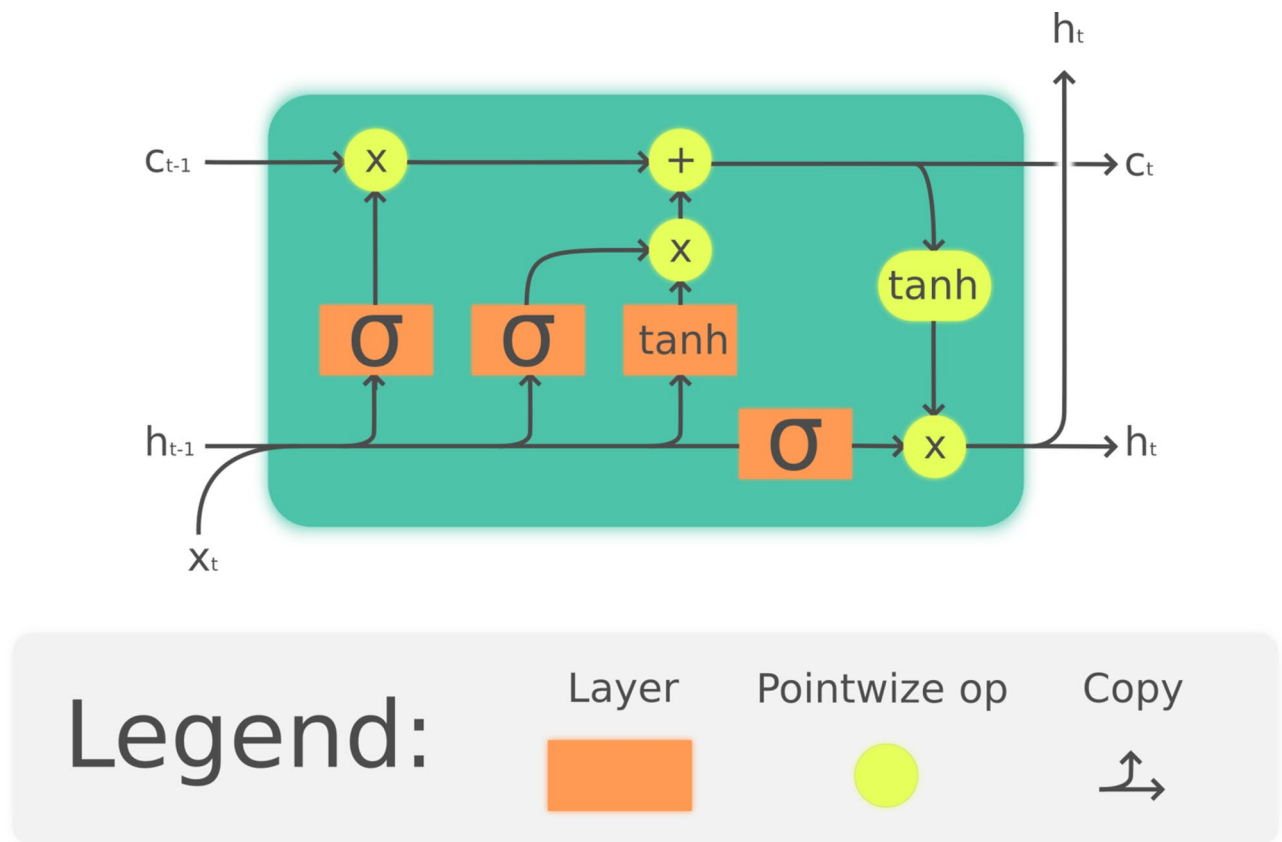 hₜ
cₜ₋₁ x + cₜ
x
tanh
σ σ tanh
hₜ₋₁ σ x hₜ
xₜ
Legend: Layer Pointwize op Copy